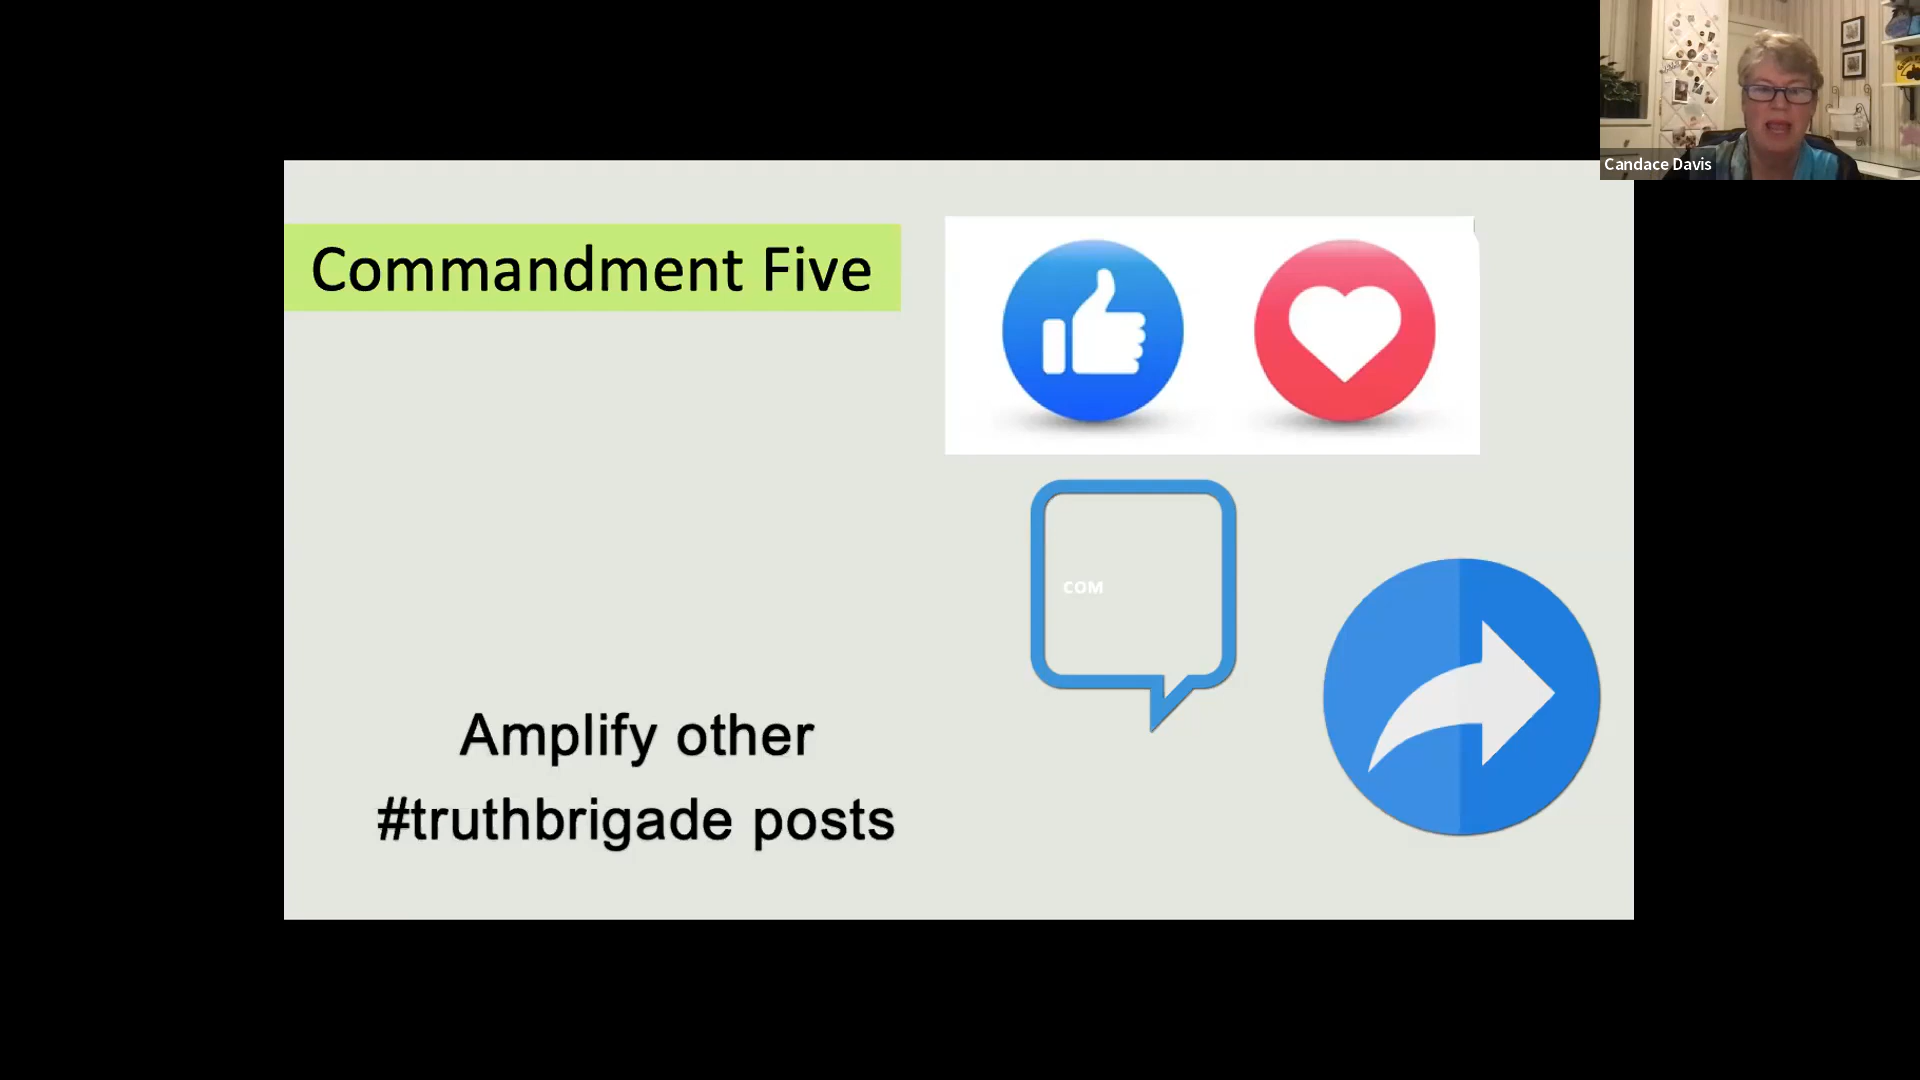 Candace Davis
Commandment Five
COM
Amplify other
#truthbrigade posts